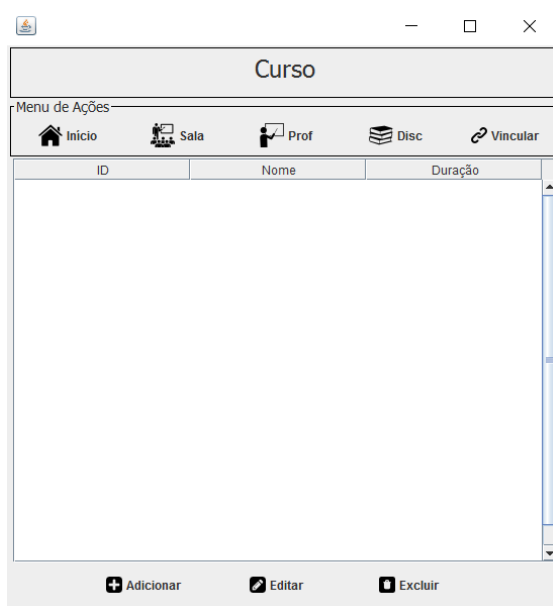 Curso
Menu de Ações
Início Sala Prof Disc Vincular
ID Nome Duração
Adicionar Editar Excluir